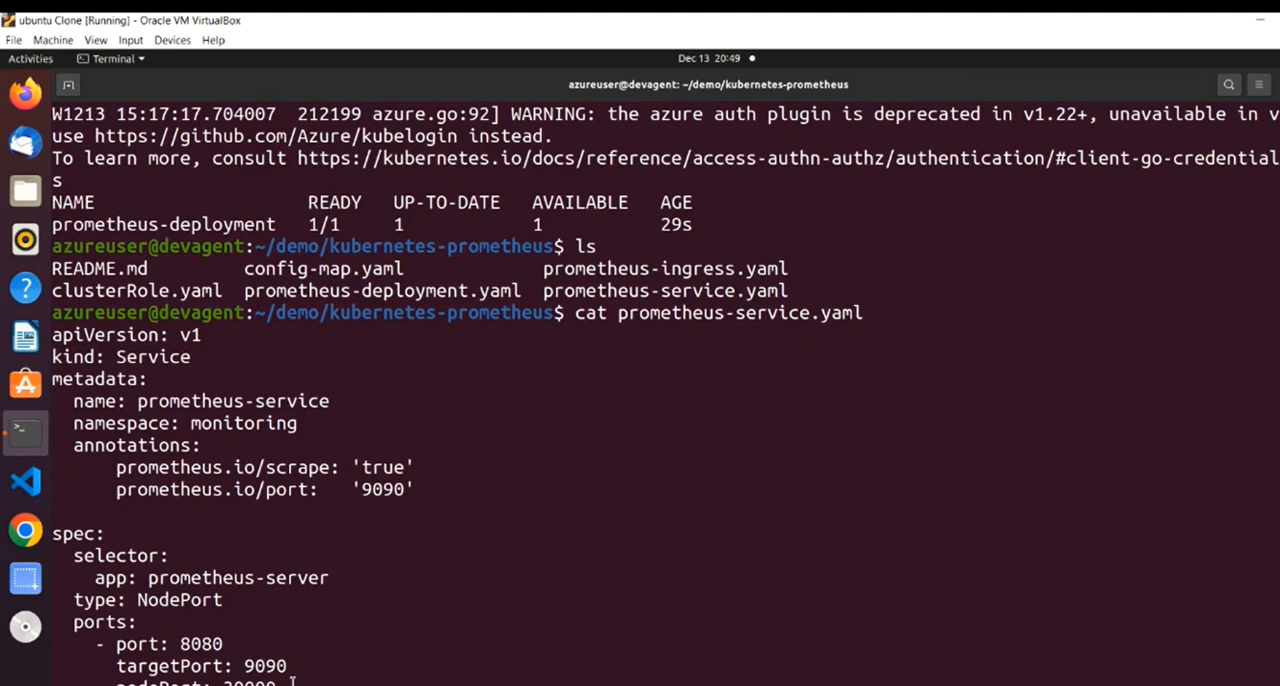 ubuntu Clone [Running] - Oracle VM VirtualBox
File Machine View Input Devices Help
Activities Terminal Dec 13 20:49
azureuser@devagent: ~/demo/kubernetes-prometheus
W1213 15:17:17.704007 212199 azure.go:92] WARNING: the azure auth plugin is deprecated in v1.22+, unavailable in v
use https://github.com/Azure/kubelogin instead.
To learn more, consult https://kubernetes.io/docs/reference/access-authn-authz/authentication/#client-go-credential
s
NAME READY UP-TO-DATE AVAILABLE AGE
prometheus-deployment 1/1 1 1 29s
azureuser@devagent:~/demo/kubernetes-prometheus$ ls
README.md config-map.yaml prometheus-ingress.yaml
clusterRole.yaml prometheus-deployment.yaml prometheus-service.yaml
azureuser@devagent:~/demo/kubernetes-prometheus$ cat prometheus-service.yaml
apiVersion: v1
kind: Service
metadata:
  name: prometheus-service
  namespace: monitoring
  annotations:
      prometheus.io/scrape: 'true'
      prometheus.io/port:   '9090'
spec:
  selector:
    app: prometheus-server
  type: NodePort
  ports:
    - port: 8080
      targetPort: 9090